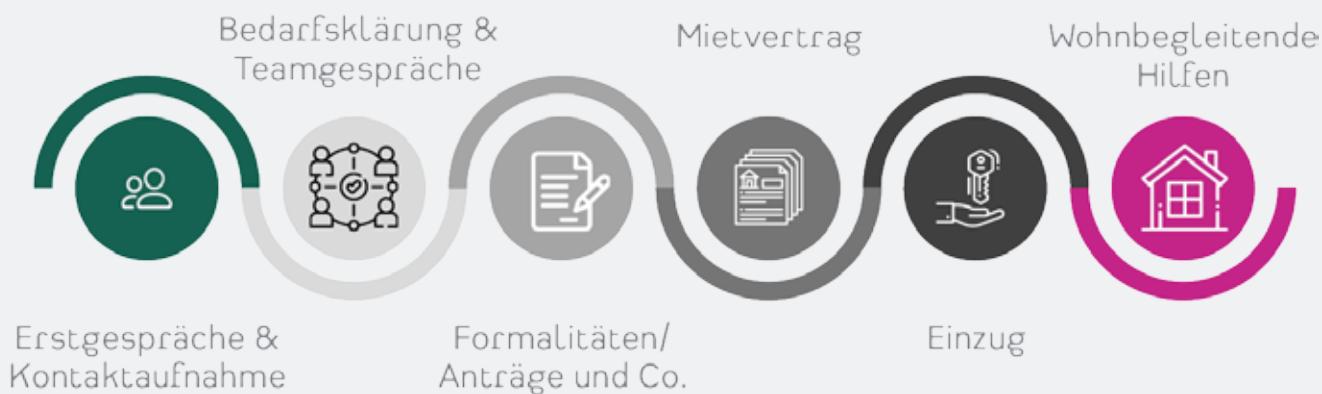 Bedarfsklärung &
Teamgespräche
Mietvertrag
Wohnbegleitende
Hilfen
Erstgespräche &
Kontaktaufnahme
Formalitäten/
Anträge und Co.
Einzug